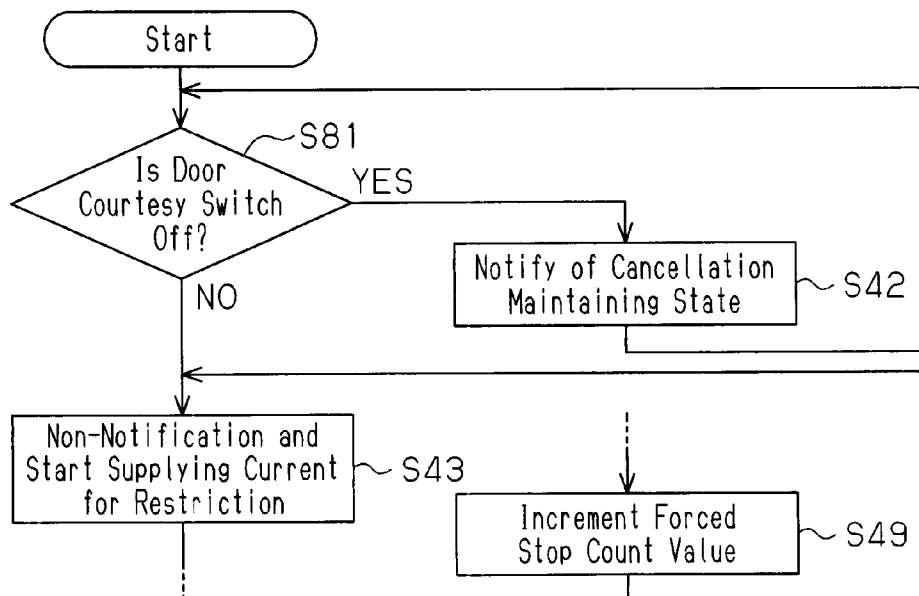 Start
S81
Is Door
Courtesy Switch
Off?
YES
NO
Notify of Cancellation
Maintaining State
S42
Non-Notification and
Start Supplying Current
for Restriction
S43
Increment Forced
Stop Count Value
S49